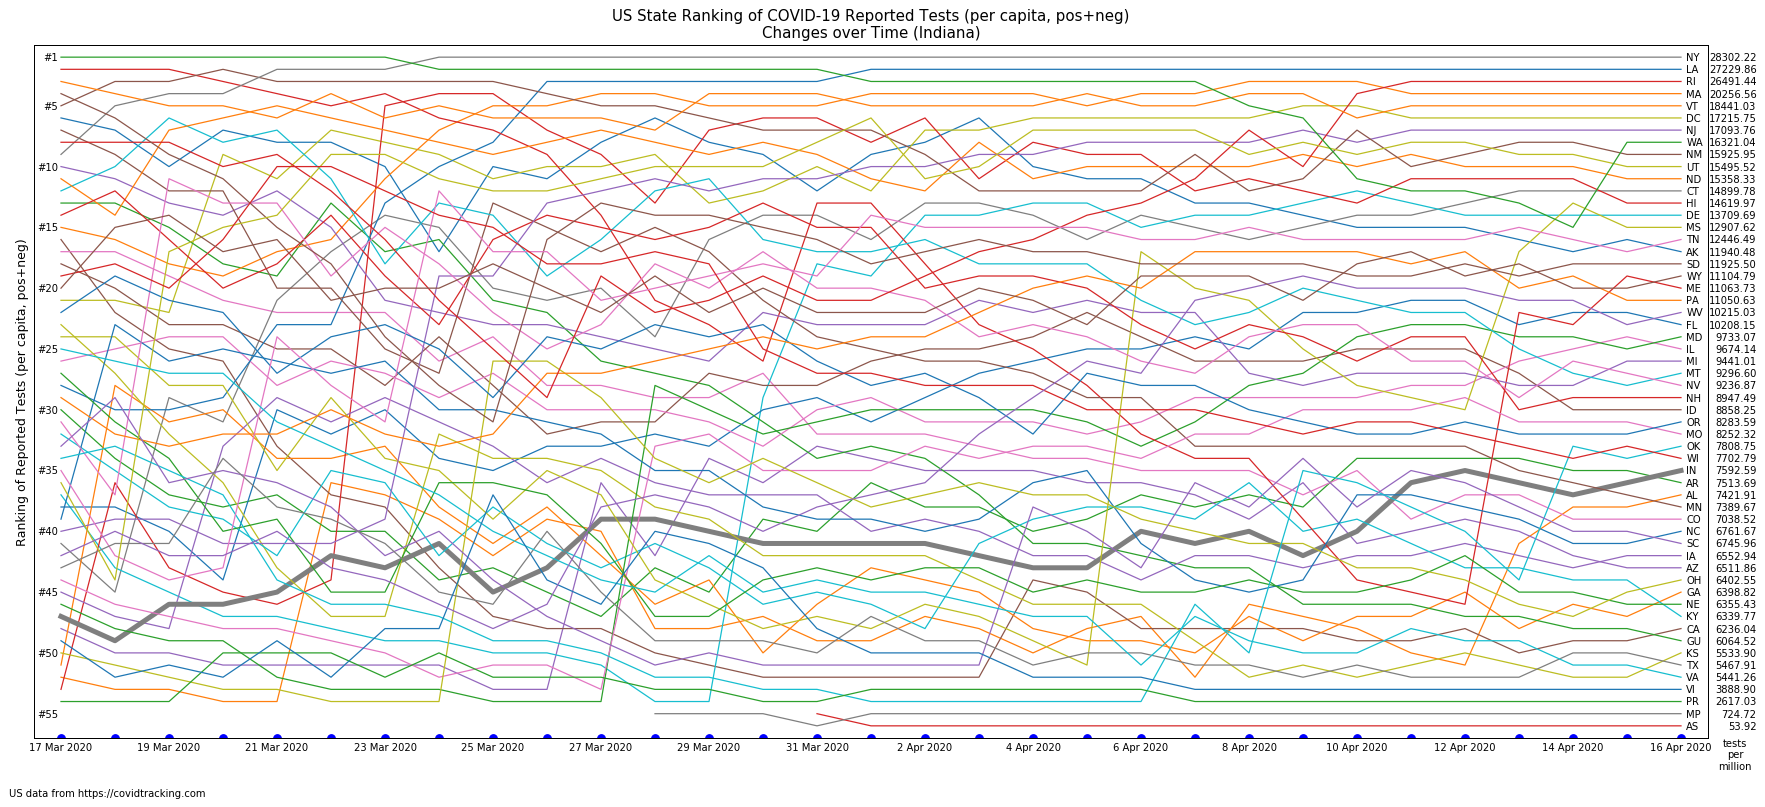 US State Ranking of COVID-19 Reported Tests (per capita, pos+neg)
Changes over Time (Indiana)
Ranking of Reported Tests (per capita, pos+neg)
#1
#5
#10
#15
#20
#25
#30
#35
#40
#45
#50
#55
NY 28302.22
LA 27229.86
RI 26491.44
MA 20256.56
VT 18441.03
DC 17215.75
NJ 17093.76
WA 16321.04
NM 15925.95
UT 15495.52
ND 15358.33
CT 14899.78
HI 14619.97
DE 13709.69
MS 12907.62
TN 12446.49
AK 11940.48
SD 11925.50
WY 11104.79
ME 11063.73
PA 11050.63
WV 10215.03
FL 10208.15
MD 9733.07
IL 9674.14
MI 9441.01
MT 9296.60
NV 9236.87
NH 8947.49
ID 8858.25
OR 8283.59
MO 8252.32
OK 7808.75
WI 7702.79
IN 7592.59
AR 7513.69
AL 7421.91
MN 7389.67
CO 7038.52
NC 6761.67
SC 6745.96
IA 6552.94
AZ 6511.86
OH 6402.55
GA 6398.82
NE 6355.43
KY 6339.77
CA 6236.04
GU 6064.52
KS 5533.90
TX 5467.91
VA 5441.26
VI 3888.90
PR 2617.03
MP 724.72
AS 53.92
17 Mar 2020 19 Mar 2020 21 Mar 2020 23 Mar 2020 25 Mar 2020 27 Mar 2020 29 Mar 2020 31 Mar 2020 2 Apr 2020 4 Apr 2020 6 Apr 2020 8 Apr 2020 10 Apr 2020 12 Apr 2020 14 Apr 2020 16 Apr 2020
tests
per
million
US data from https://covidtracking.com